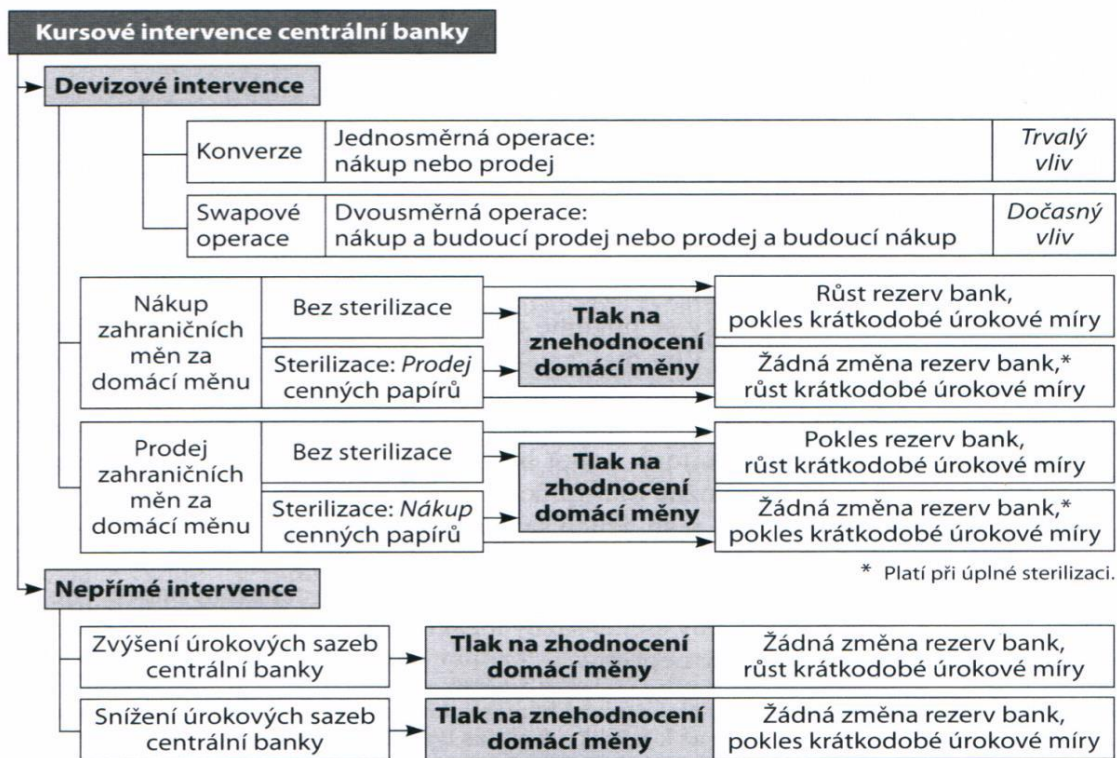 Kursové intervence centrální banky
Devizové intervence
Konverze
Jednosměrná operace:
nákup nebo prodej
Trvalý
vliv
Swapové
operace
Dvousměrná operace:
nákup a budoucí prodej nebo prodej a budoucí nákup
Dočasný
vliv
Nákup
zahraničních
měn za
domácí měnu
Bez sterilizace
Sterilizace: Prodej
cenných papírů
Tlak na
znehodnocení
domácí měny
Růst rezerv bank,
pokles krátkodobé úrokové míry
Žádná změna rezerv bank,*
růst krátkodobé úrokové míry
Prodej
zahraničních
měn za
domácí měnu
Bez sterilizace
Sterilizace: Nákup
cenných papírů
Tlak na
zhodnocení
domácí měny
Pokles rezerv bank,
růst krátkodobé úrokové míry
Žádná změna rezerv bank,*
pokles krátkodobé úrokové míry
* Platí při úplné sterilizaci.
Nepřímé intervence
Zvýšení úrokových sazeb
centrální banky
Tlak na zhodnocení
domácí měny
Žádná změna rezerv bank,
růst krátkodobé úrokové míry
Snížení úrokových sazeb
centrální banky
Tlak na znehodnocení
domácí měny
Žádná změna rezerv bank,
pokles krátkodobé úrokové míry